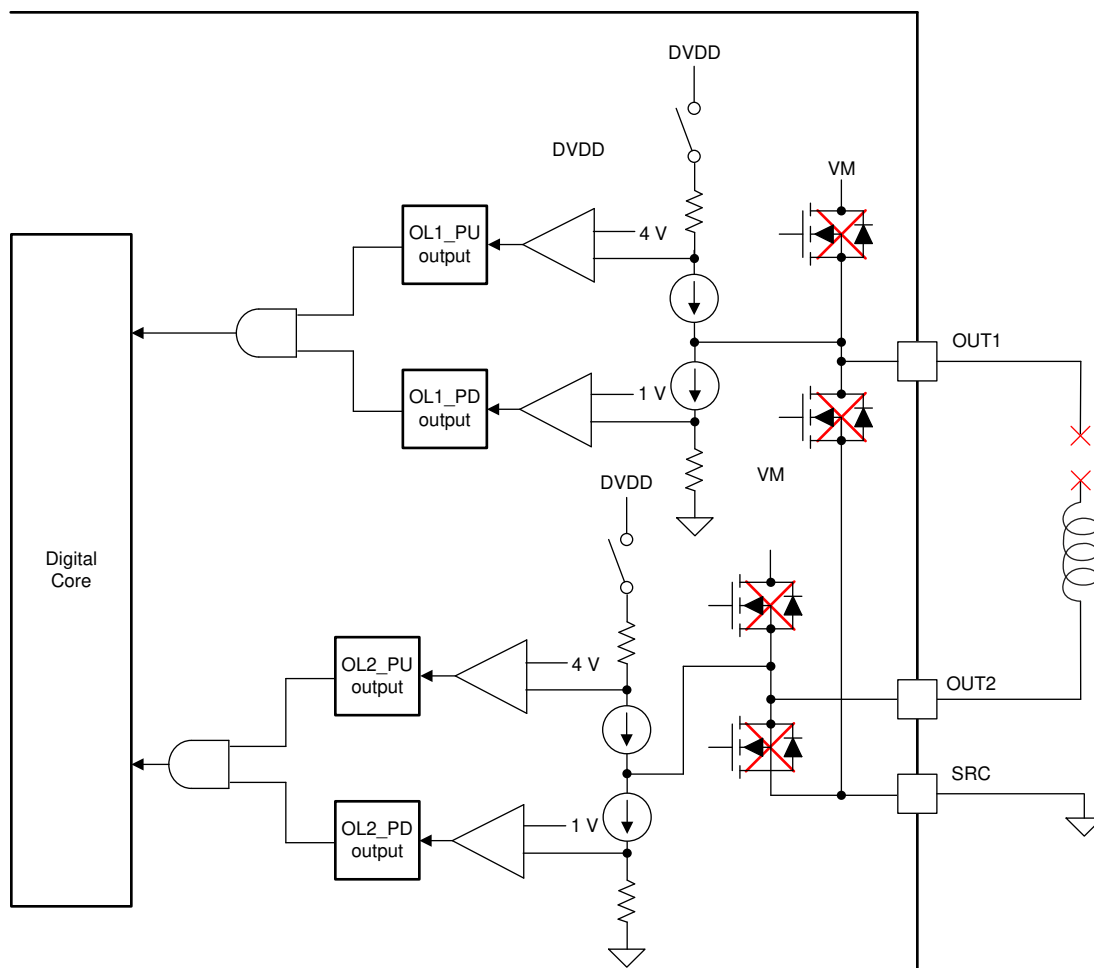 DVDD
DVDD
VM
OL1_PU
output
4 V
OUT1
OL1_PD
output
1 V
VM
DVDD
Digital
Core
OL2_PU
output
4 V
OUT2
SRC
OL2_PD
output
1 V